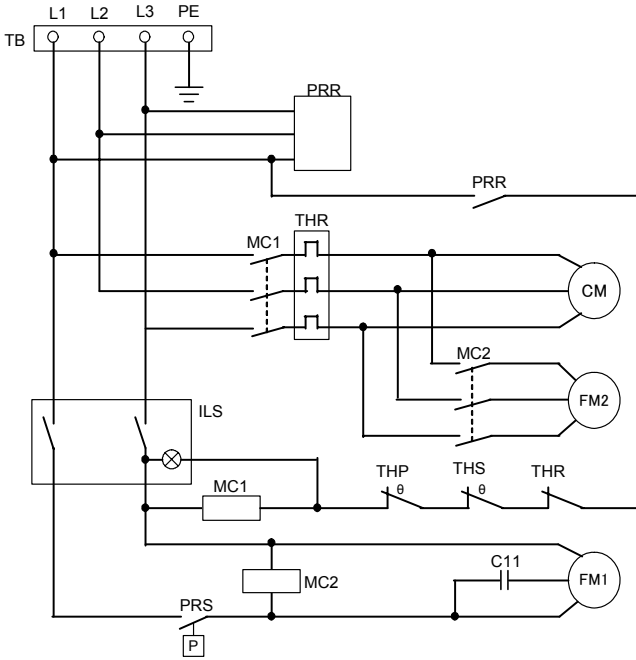 L1 L2 L3 PE
TB
PRR
PRR
THR
MC1
CM
MC2
FM2
ILS
THP THS THR
θ θ
MC1
C11
FM1
MC2
PRS
P